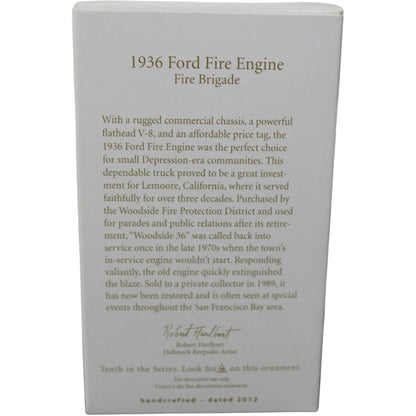 1936 Ford Fire Engine
Fire Brigade
With a rugged commercial chassis, a powerful
flathead V-8, and an affordable price tag, the
1936 Ford Fire Engine was the perfect choice
for small Depression-era communities. This
dependable truck proved to be a great invest-
ment for Lemoore, California, where it served
faithfully for over three decades. Purchased by
the Woodside Fire Protection District and used
for parades and public relations after its retire-
ment, “Woodside 36” was called back into
service once in the late 1970s when the town’s
in-service engine wouldn’t start. Responding
valiantly, the old engine quickly extinguished
the blaze. Sold to a private collector in 1989, it
has now been restored and is often seen at special
events throughout the San Francisco Bay area.
Robert Hurlburt
Robert Hurlburt
Hallmark Keepsake Artist
Tenth in the Series. Look for on this ornament.
For decorative use only.
handcrafted - dated 2012